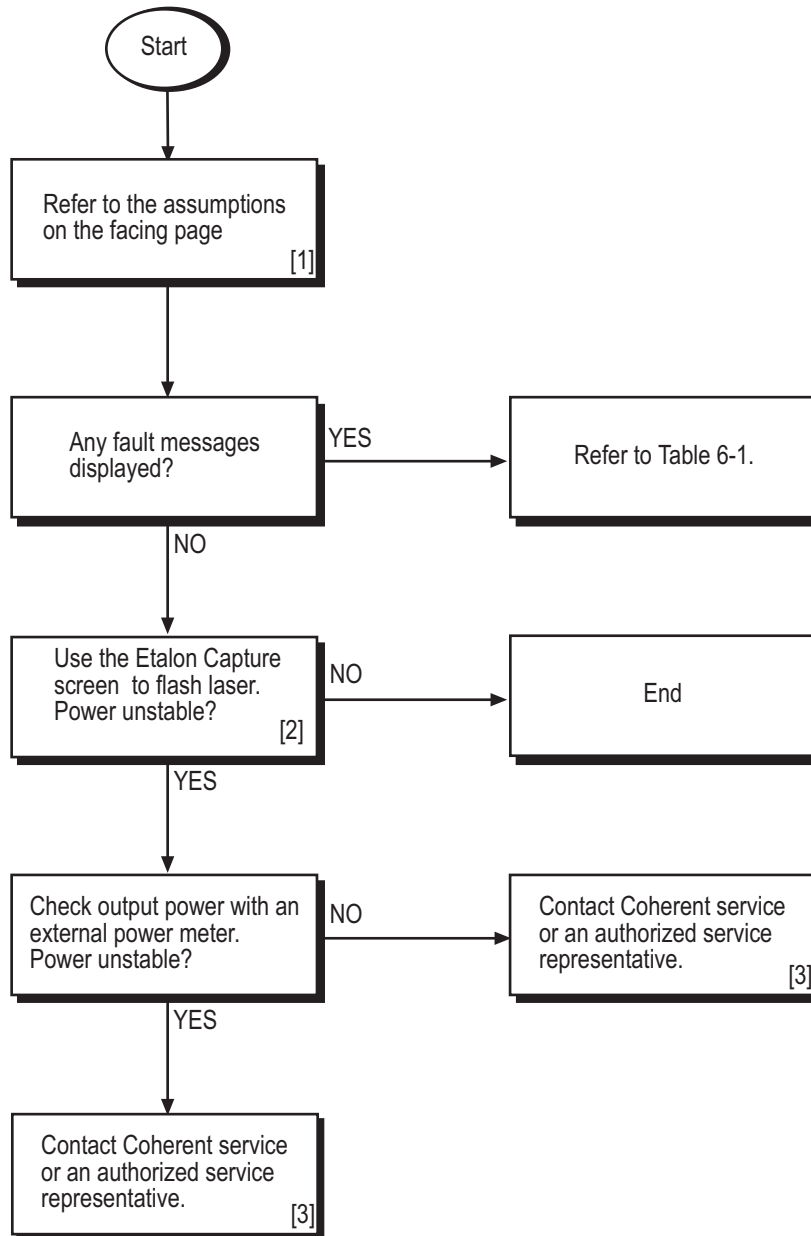 Start
Refer to the assumptions
on the facing page
[1]
Any fault messages
displayed?
YES
Refer to Table 6-1.
NO
Use the Etalon Capture
screen to flash laser.
Power unstable?
[2]
NO
End
YES
Check output power with an
external power meter.
Power unstable?
NO
Contact Coherent service
or an authorized service
representative.
[3]
YES
Contact Coherent service
or an authorized service
representative.
[3]